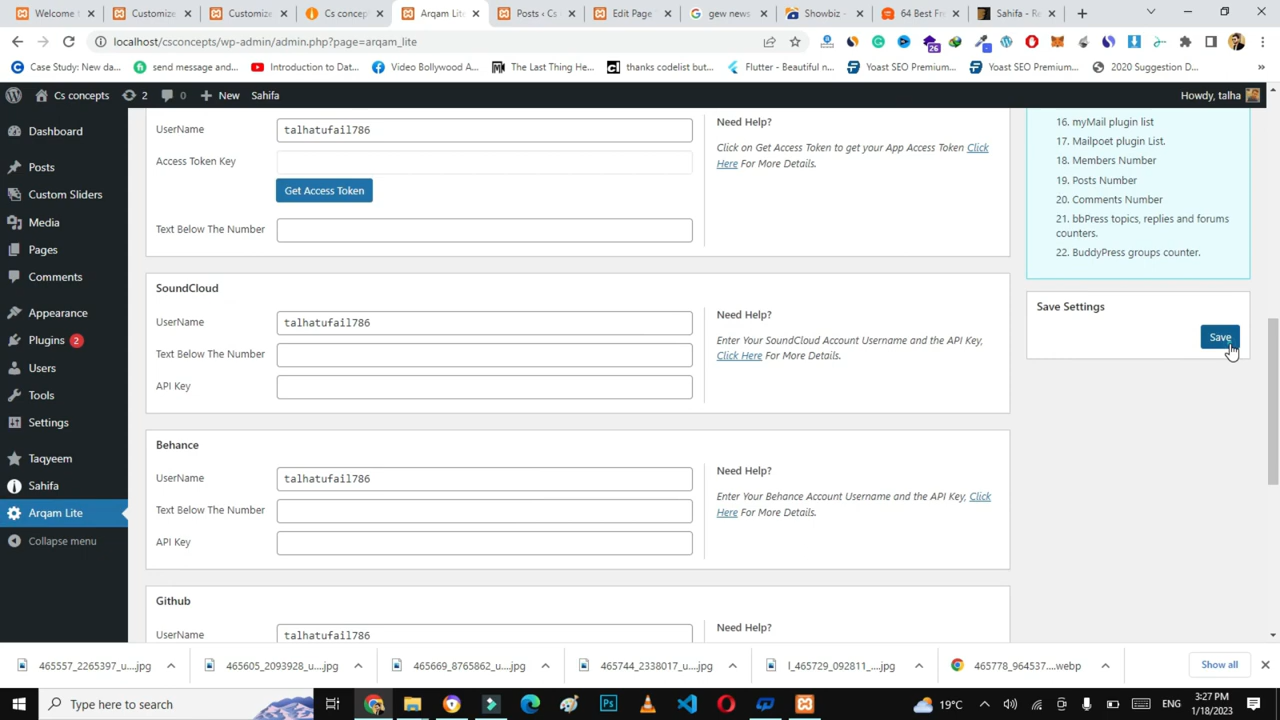 Welcome t
Customize
Customize
Cs concep
Arqam Lite
Posts ‹ Cs
Edit Page
gew news
Showbiz -
64 Best Fre
Sahifa - Re
localhost/csconcepts/wp-admin/admin.php?page=arqam_lite
26
Case Study: New da...
send message and...
Introduction to Dat...
Video Bollywood A...
The Last Thing He...
thanks codelist but...
Flutter - Beautiful n...
Yoast SEO Premium...
Yoast SEO Premium...
2020 Suggestion D...
Cs concepts
2
0
New
Sahifa
Howdy, talha
Dashboard
Posts
Custom Sliders
Media
Pages
Comments
Appearance
Plugins 2
Users
Tools
Settings
Taqyeem
Sahifa
Arqam Lite
Collapse menu
UserName
talhatufail786
Access Token Key
Get Access Token
Text Below The Number
Need Help?
Click on Get Access Token to get your App Access Token Click
Here For More Details.
SoundCloud
UserName
talhatufail786
Text Below The Number
API Key
Need Help?
Enter Your SoundCloud Account Username and the API Key,
Click Here For More Details.
Behance
UserName
talhatufail786
Text Below The Number
API Key
Need Help?
Enter Your Behance Account Username and the API Key, Click
Here For More Details.
Github
UserName
talhatufail786
Need Help?
16. myMail plugin list
17. Mailpoet plugin List.
18. Members Number
19. Posts Number
20. Comments Number
21. bbPress topics, replies and forums
counters.
22. BuddyPress groups counter.
Save Settings
Save
465557_2265397_u....jpg
465605_2093928_u....jpg
465669_8765862_u....jpg
465744_2338017_u....jpg
l_465729_092811_....jpg
465778_964537....webp
Show all
Type here to search
Ps
19°C
ENG
3:27 PM
1/18/2023